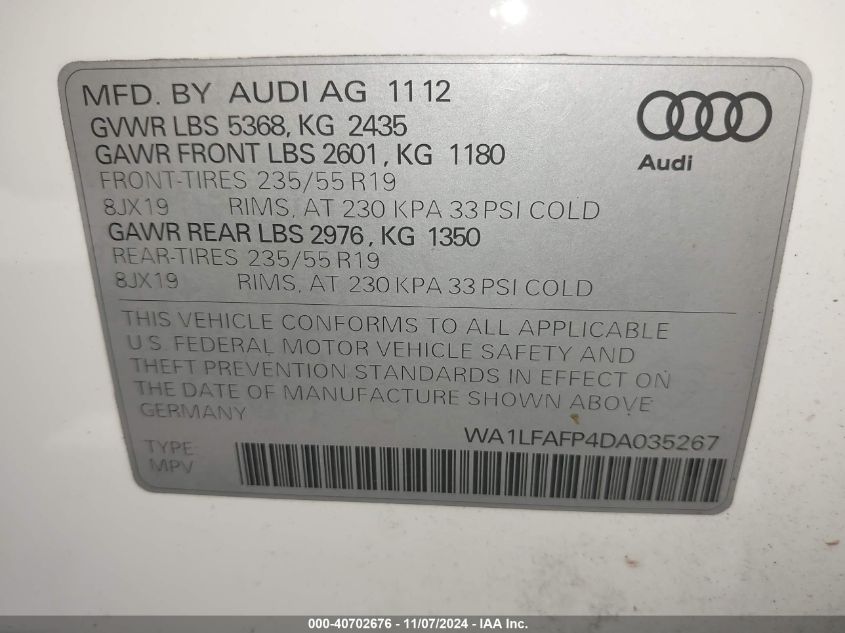 MFD. BY AUDI AG 11 12
GVWR LBS 5368, KG 2435
GAWR FRONT LBS 2601, KG 1180
FRONT-TIRES 235/55 R19
8JX19 RIMS, AT 230 KPA 33 PSI COLD
GAWR REAR LBS 2976, KG 1350
REAR-TIRES 235/55 R19
8JX19 RIMS, AT 230 KPA 33 PSI COLD
Audi
THIS VEHICLE CONFORMS TO ALL APPLICABLE
U.S. FEDERAL MOTOR VEHICLE SAFETY AND
THEFT PREVENTION STANDARDS IN EFFECT ON
THE DATE OF MANUFACTURE SHOWN ABOVE
GERMANY
WA1LFAFP4DA035267
TYPE:
MPV
000-40702676 - 11/07/2024 - WA1 Inc.